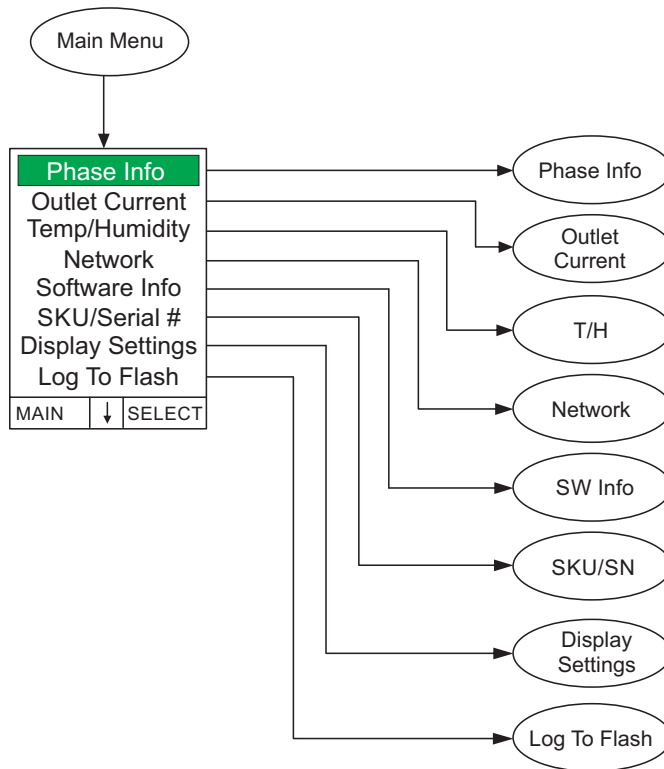 Main Menu
Phase Info
Outlet Current
Temp/Humidity
Network
Software Info
SKU/Serial #
Display Settings
Log To Flash
MAIN ↓ SELECT
Phase Info
Outlet
Current
T/H
Network
SW Info
SKU/SN
Display
Settings
Log To Flash